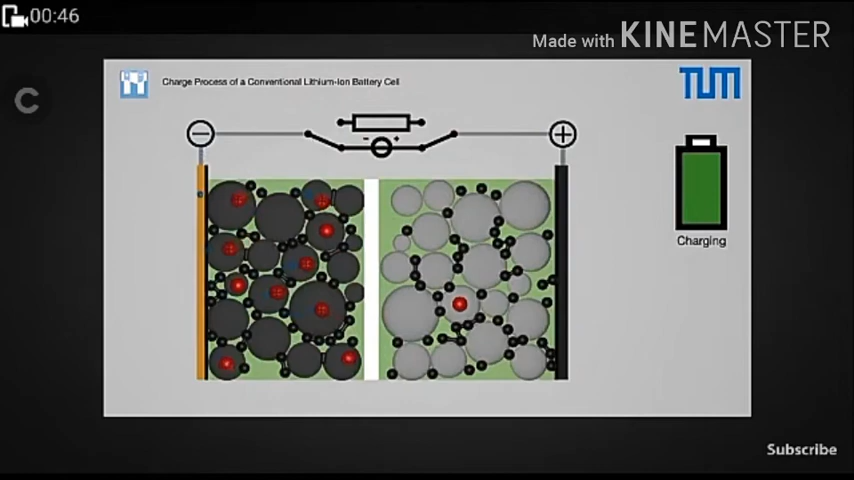 00:46
Made with KINEMASTER
C
Charge Process of a Conventional Lithium-Ion Battery Cell
TUM
− +
- +
Charging
Subscribe